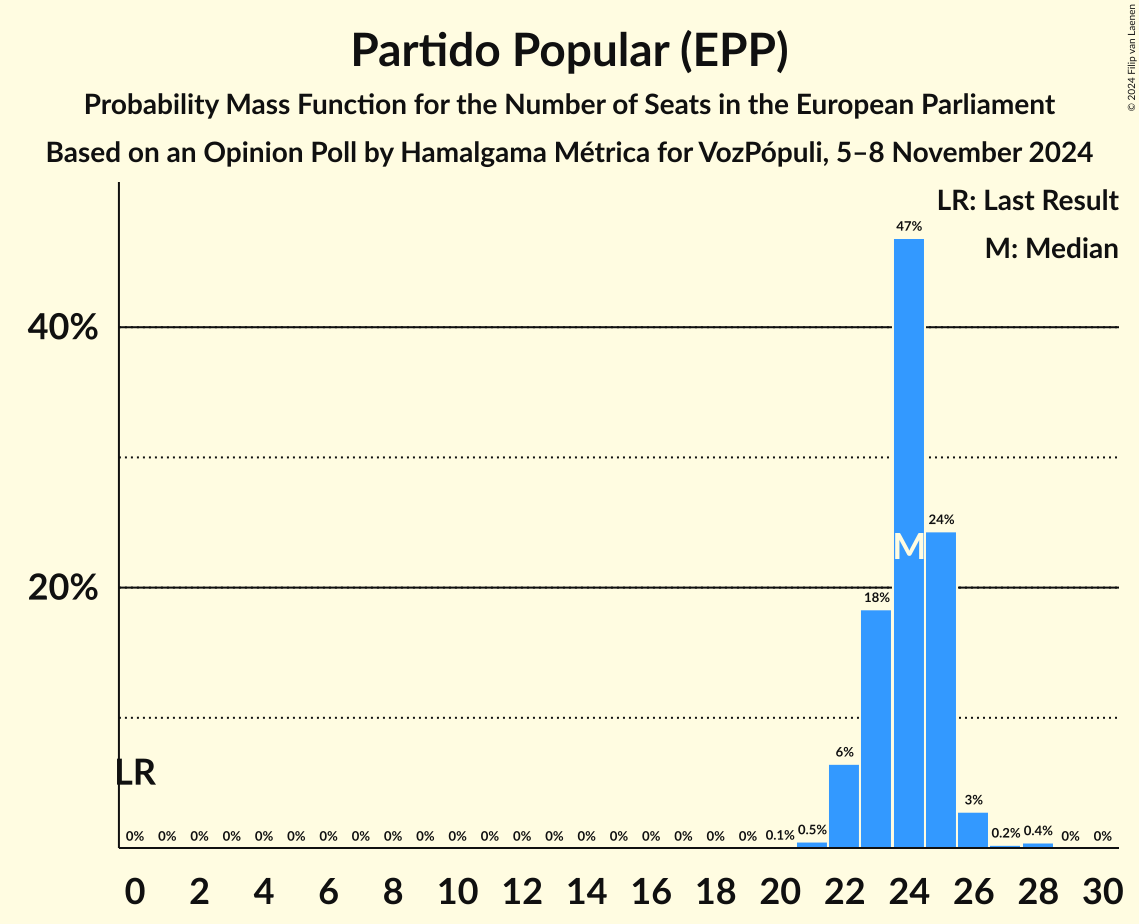 Partido Popular (EPP)
Probability Mass Function for the Number of Seats in the European Parliament
Based on an Opinion Poll by Hamalgama Métrica for VozPópuli, 5–8 November 2024
© 2024 Filip van Laenen
LR: Last Result
M: Median
47%
40%
24%
M
20%
18%
6%
LR
3%
0% 0% 0% 0% 0% 0% 0% 0% 0% 0% 0% 0% 0% 0% 0% 0% 0% 0% 0% 0% 0.1% 0.5% 0.2% 0.4% 0% 0%
0 2 4 6 8 10 12 14 16 18 20 22 24 26 28 30